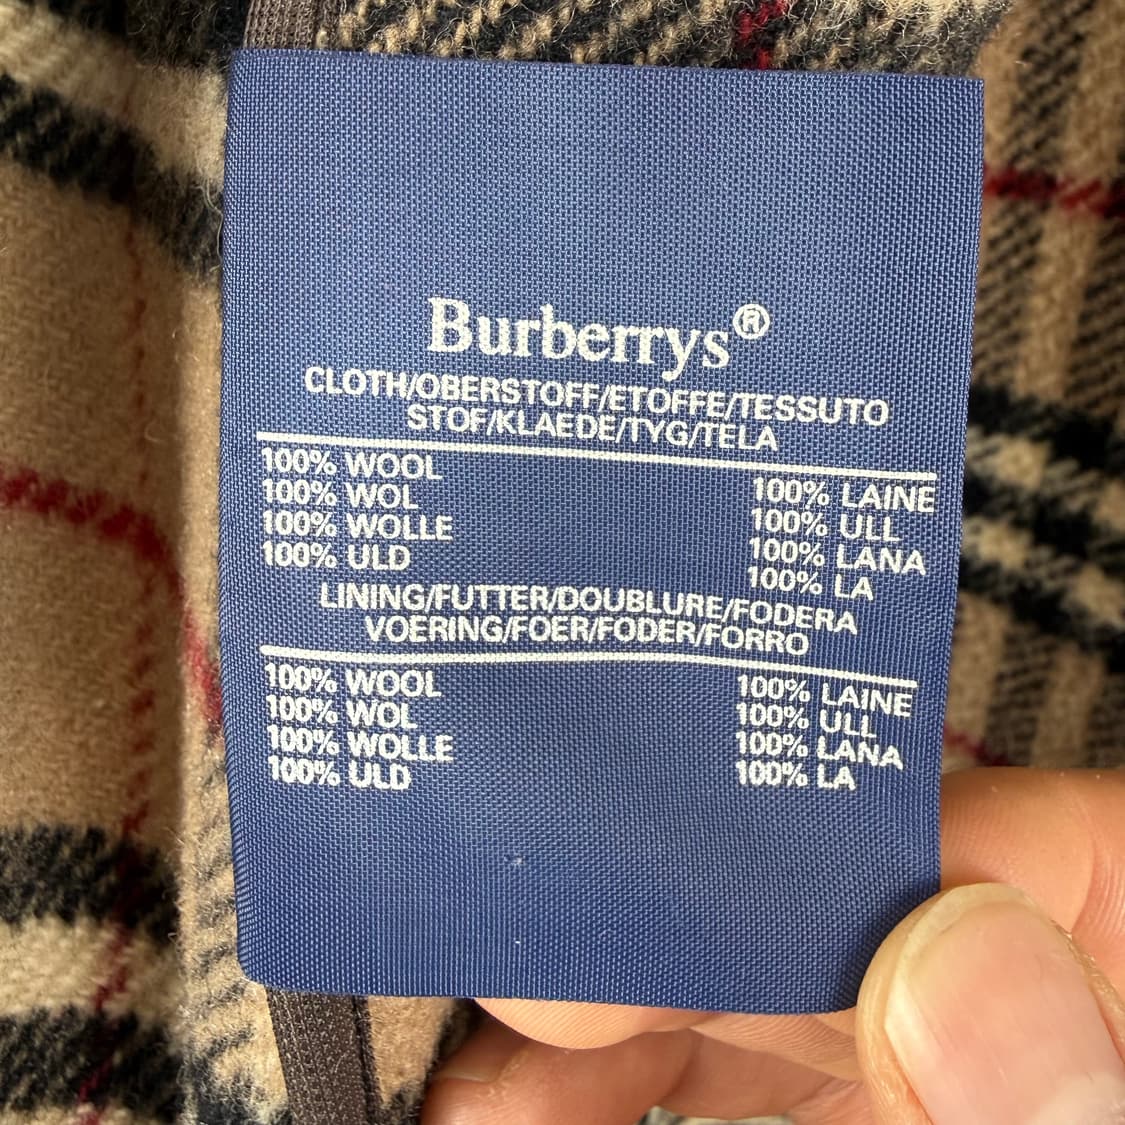 Burberrys®
CLOTH/OBERSTOFF/ETOFFE/TESSUTO
STOF/KLAEDE/TYG/TELA
100% WOOL 100% LAINE
100% WOL 100% ULL
100% WOLLE 100% LANA
100% ULD 100% LA
LINING/FUTTER/DOUBLURE/FODERA
VOERING/FOER/FODER/FORRO
100% WOOL 100% LAINE
100% WOL 100% ULL
100% WOLLE 100% LANA
100% ULD 100% LA